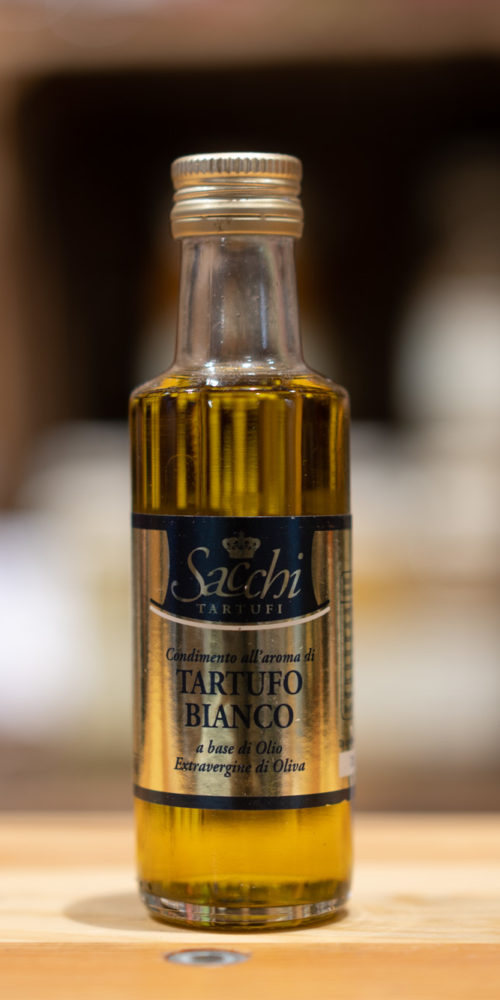 Sacchi
TARTUFI
Condimento all'aroma di
TARTUFO
BIANCO
a base di Olio
Extravergine di Oliva